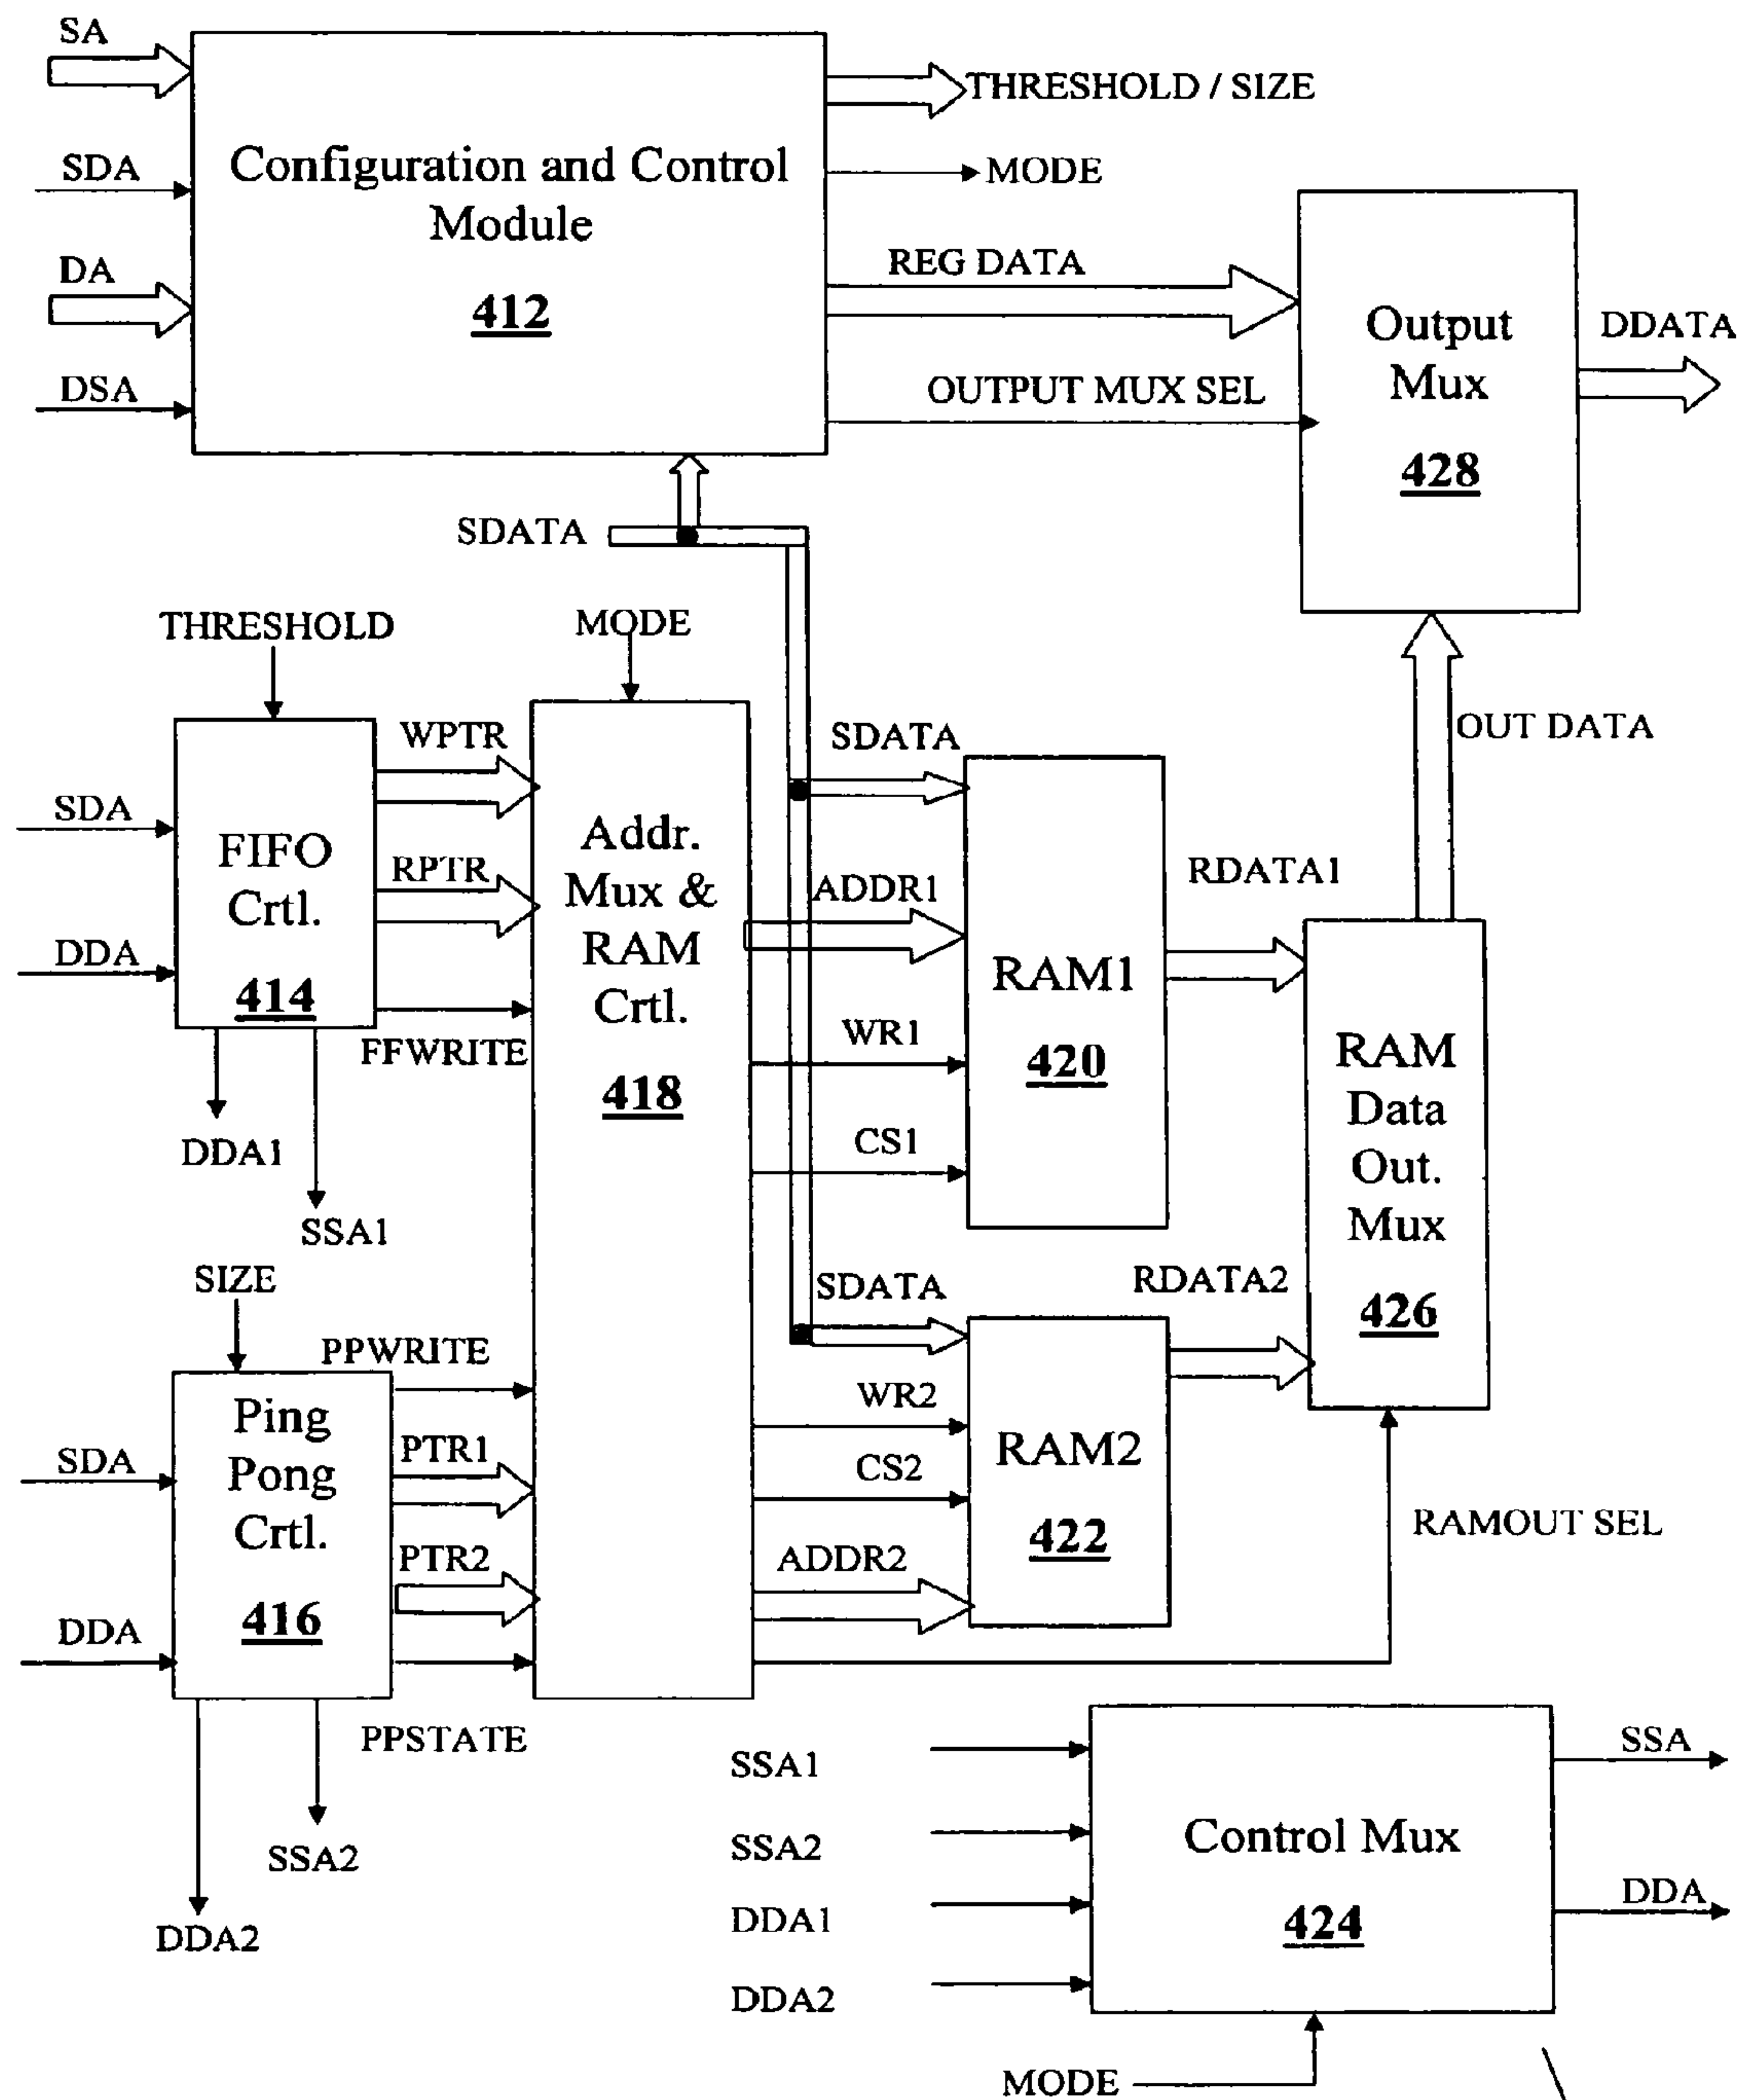 SA
THRESHOLD / SIZE
Configuration and Control
Module
412
SDA
MODE
DA
REG DATA
DSA
OUTPUT MUX SEL
Output
Mux
428
DDATA
SDATA
THRESHOLD
MODE
WPTR
SDATA
OUT DATA
SDA
FIFO
Crtl.
414
RPTR
Addr.
Mux &
RAM
Crtl.
418
ADDR1
RDATA1
DDA
RAM1
420
FFWRITE
WR1
RAM
Data
Out.
Mux
426
DDA1
CS1
SSA1
SIZE
SDATA
RDATA2
PPWRITE
WR2
Ping
Pong
Crtl.
416
SDA
PTR1
CS2
RAM2
422
RAMOUT SEL
PTR2
ADDR2
DDA
PPSTATE
SSA1
SSA
SSA2
SSA2
Control Mux
424
DDA2
DDA1
DDA
DDA2
MODE